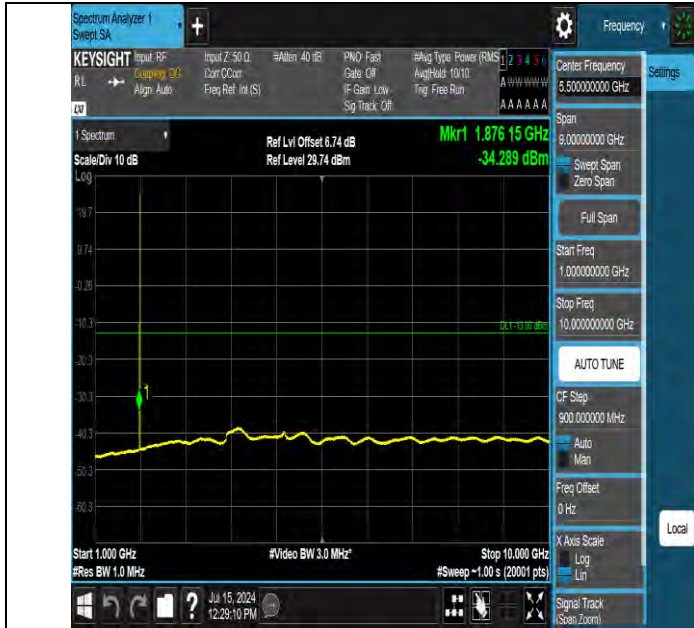 Spectrum Analyzer 1
Swept SA
Frequency
KEYSIGHT
RL
Input: RF
Coupling: DC
Align: Auto
Input Z: 50 Ω
Corr CCorr
Freq Ref: Int (S)
#Atten: 40 dB
PNO: Fast
Gate: Off
IF Gain: Low
Sig Track: Off
#Avg Type: Power (RMS
Avg|Hold: 10/10
Trig: Free Run
1 2 3 4 5 6
A W W W W W
A A A A A A
1 Spectrum
Scale/Div 10 dB
Log
Ref Lvl Offset 6.74 dB
Ref Level 29.74 dBm
Mkr1 1.876 15 GHz
-34.289 dBm
19.7
9.74
-0.26
-10.3
-20.3
-30.3
-40.3
-50.3
-60.3
DL1 -13.00 dBm
1
Start 1.000 GHz
#Res BW 1.0 MHz
#Video BW 3.0 MHz*
Stop 10.000 GHz
#Sweep ~1.00 s (20001 pts)
Jul 15, 2024
12:29:10 PM
Center Frequency
5.50000000 GHz
Settings
Span
9.00000000 GHz
Swept Span
Zero Span
Full Span
Start Freq
1.000000000 GHz
Stop Freq
10.000000000 GHz
AUTO TUNE
CF Step
900.000000 MHz
Auto
Man
Freq Offset
0 Hz
X Axis Scale
Log
Lin
Signal Track
(Span Zoom)
Local